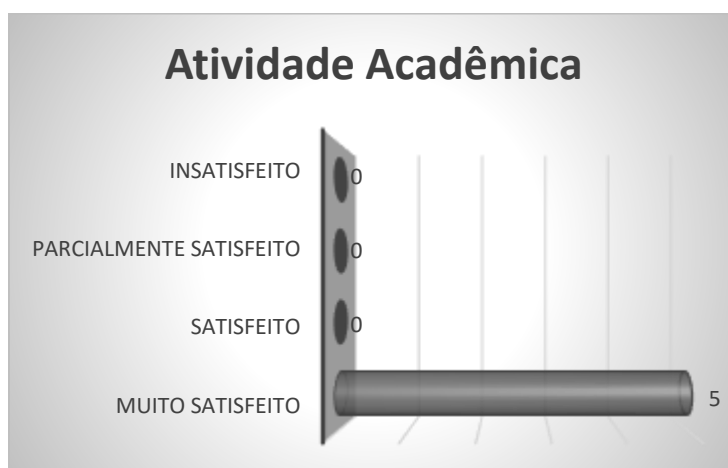 Atividade Acadêmica
INSATISFEITO 0
PARCIALMENTE SATISFEITO 0
SATISFEITO 0
MUITO SATISFEITO 5